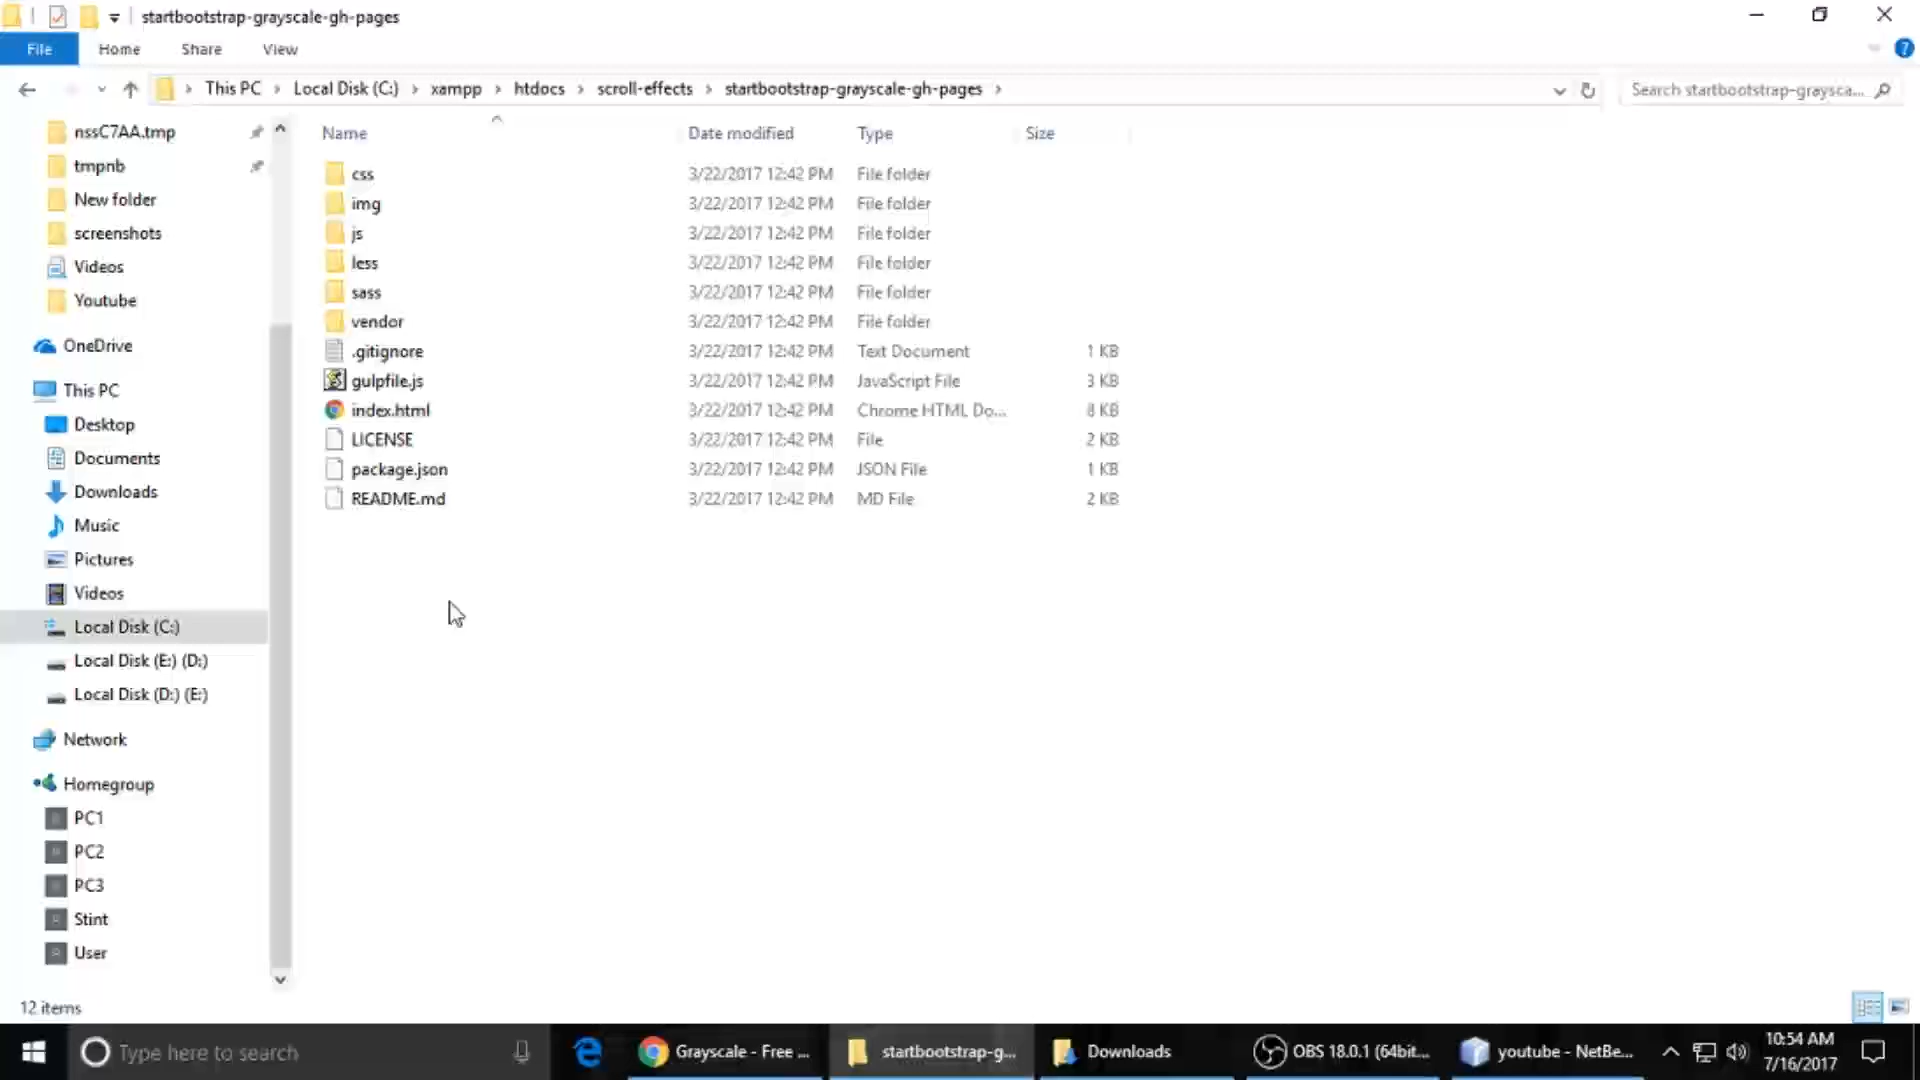 startbootstrap-grayscale-gh-pages
File Home Share View
This PC Local Disk (C:) xampp htdocs scroll-effects startbootstrap-grayscale-gh-pages Search startbootstrap-graysca...
nssC7AA.tmp
tmpnb
New folder
screenshots
Videos
Youtube
OneDrive
This PC
Desktop
Documents
Downloads
Music
Pictures
Videos
Local Disk (C:)
Local Disk (E:) (D:)
Local Disk (D:) (E:)
Network
Homegroup
PC1
PC2
PC3
Stint
User
Name Date modified Type Size
css 3/22/2017 12:42 PM File folder
img 3/22/2017 12:42 PM File folder
js 3/22/2017 12:42 PM File folder
less 3/22/2017 12:42 PM File folder
sass 3/22/2017 12:42 PM File folder
vendor 3/22/2017 12:42 PM File folder
.gitignore 3/22/2017 12:42 PM Text Document 1 KB
gulpfile.js 3/22/2017 12:42 PM JavaScript File 3 KB
index.html 3/22/2017 12:42 PM Chrome HTML Do... 8 KB
LICENSE 3/22/2017 12:42 PM File 2 KB
package.json 3/22/2017 12:42 PM JSON File 1 KB
README.md 3/22/2017 12:42 PM MD File 2 KB
12 items
Type here to search Grayscale - Free ... startbootstrap-g... Downloads OBS 18.0.1 (64bit... youtube - NetBe... 10:54 AM
7/16/2017